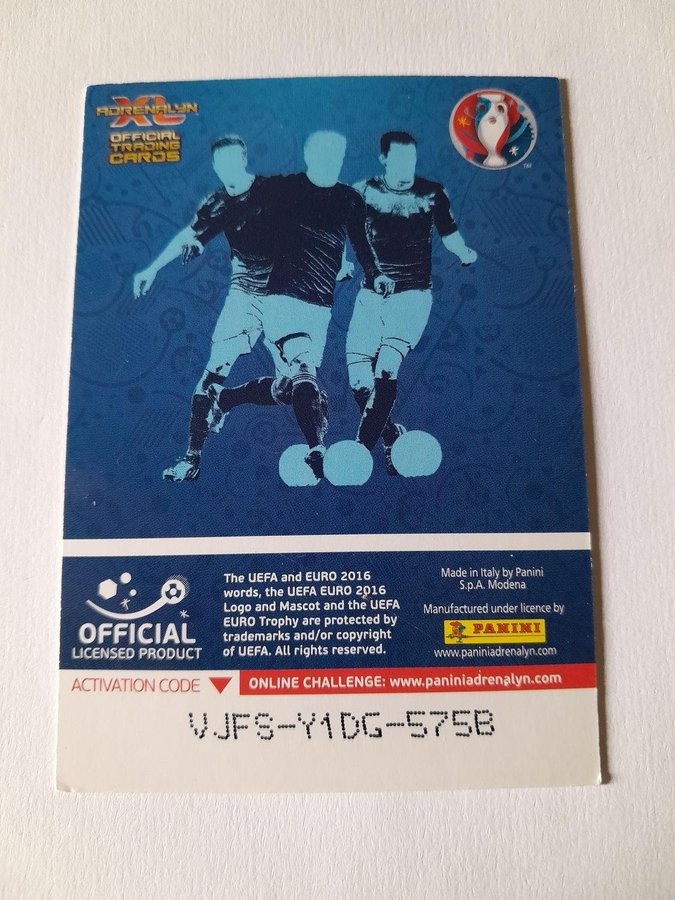 ADRENALYN
XL
OFFICIAL
TRADING
CARDS
TM
The UEFA and EURO 2016
words, the UEFA EURO 2016
Logo and Mascot and the UEFA
EURO Trophy are protected by
trademarks and/or copyright
of UEFA. All rights reserved.
OFFICIAL
LICENSED PRODUCT
Made in Italy by Panini
S.p.A. Modena
Manufactured under licence by
PANINI
www.paniniadrenalyn.com
ACTIVATION CODE
ONLINE CHALLENGE: www.paniniadrenalyn.com
VJFS-Y1DG-575B